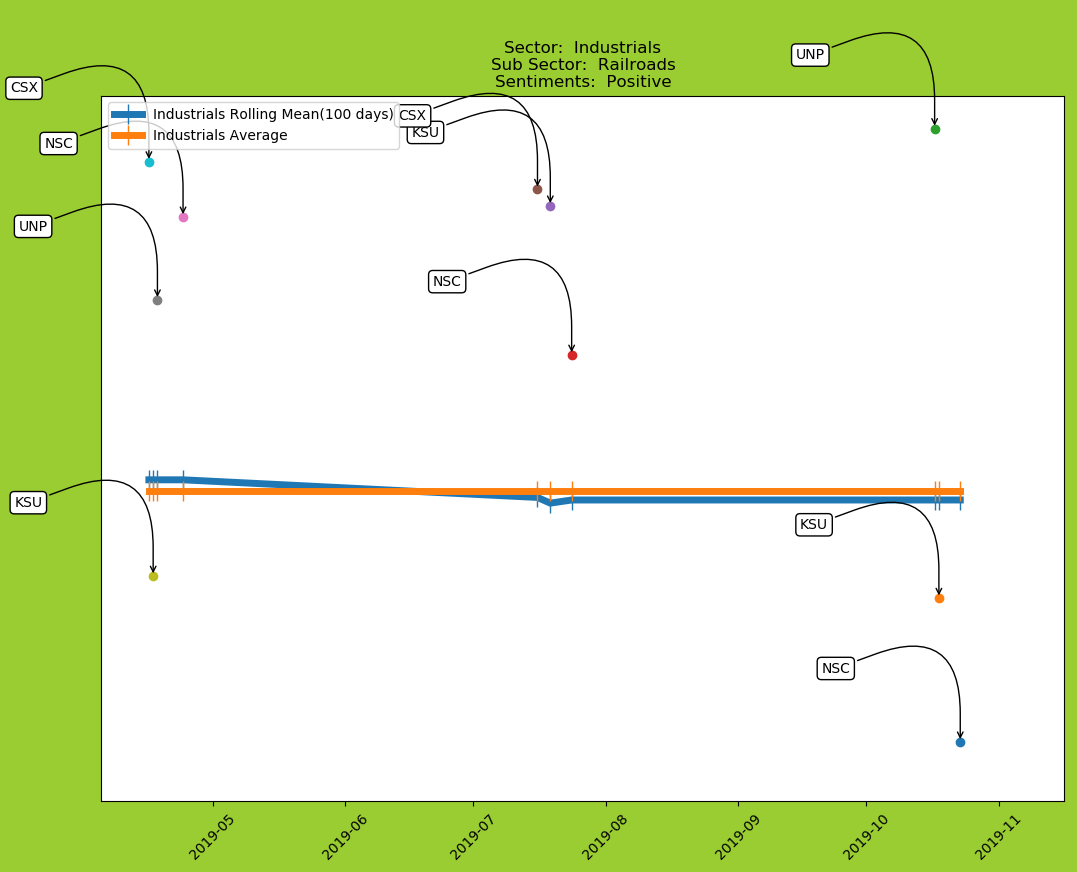 Sector:  Industrials
Sub Sector:  Railroads
Sentiments:  Positive
UNP
CSX
Industrials Rolling Mean(100 days)
Industrials Average
CSX
KSU
NSC
UNP
NSC
KSU
KSU
NSC
2019-05
2019-06
2019-07
2019-08
2019-09
2019-10
2019-11